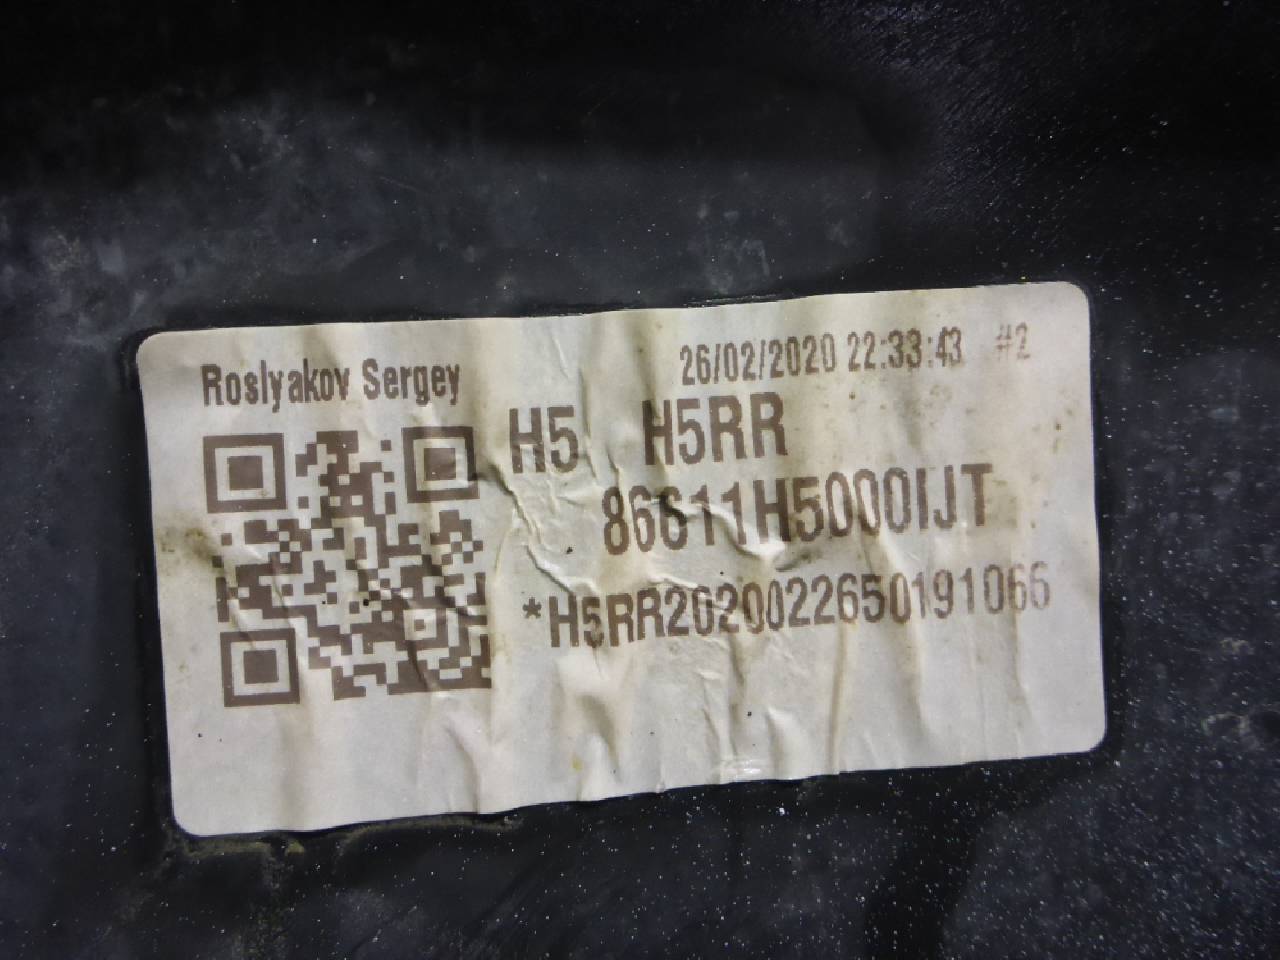 Roslyakov Sergey
26/02/2020 22:33:43 #2
H5 H5RR
86611H5000IJT
*H5RR2020022650191066